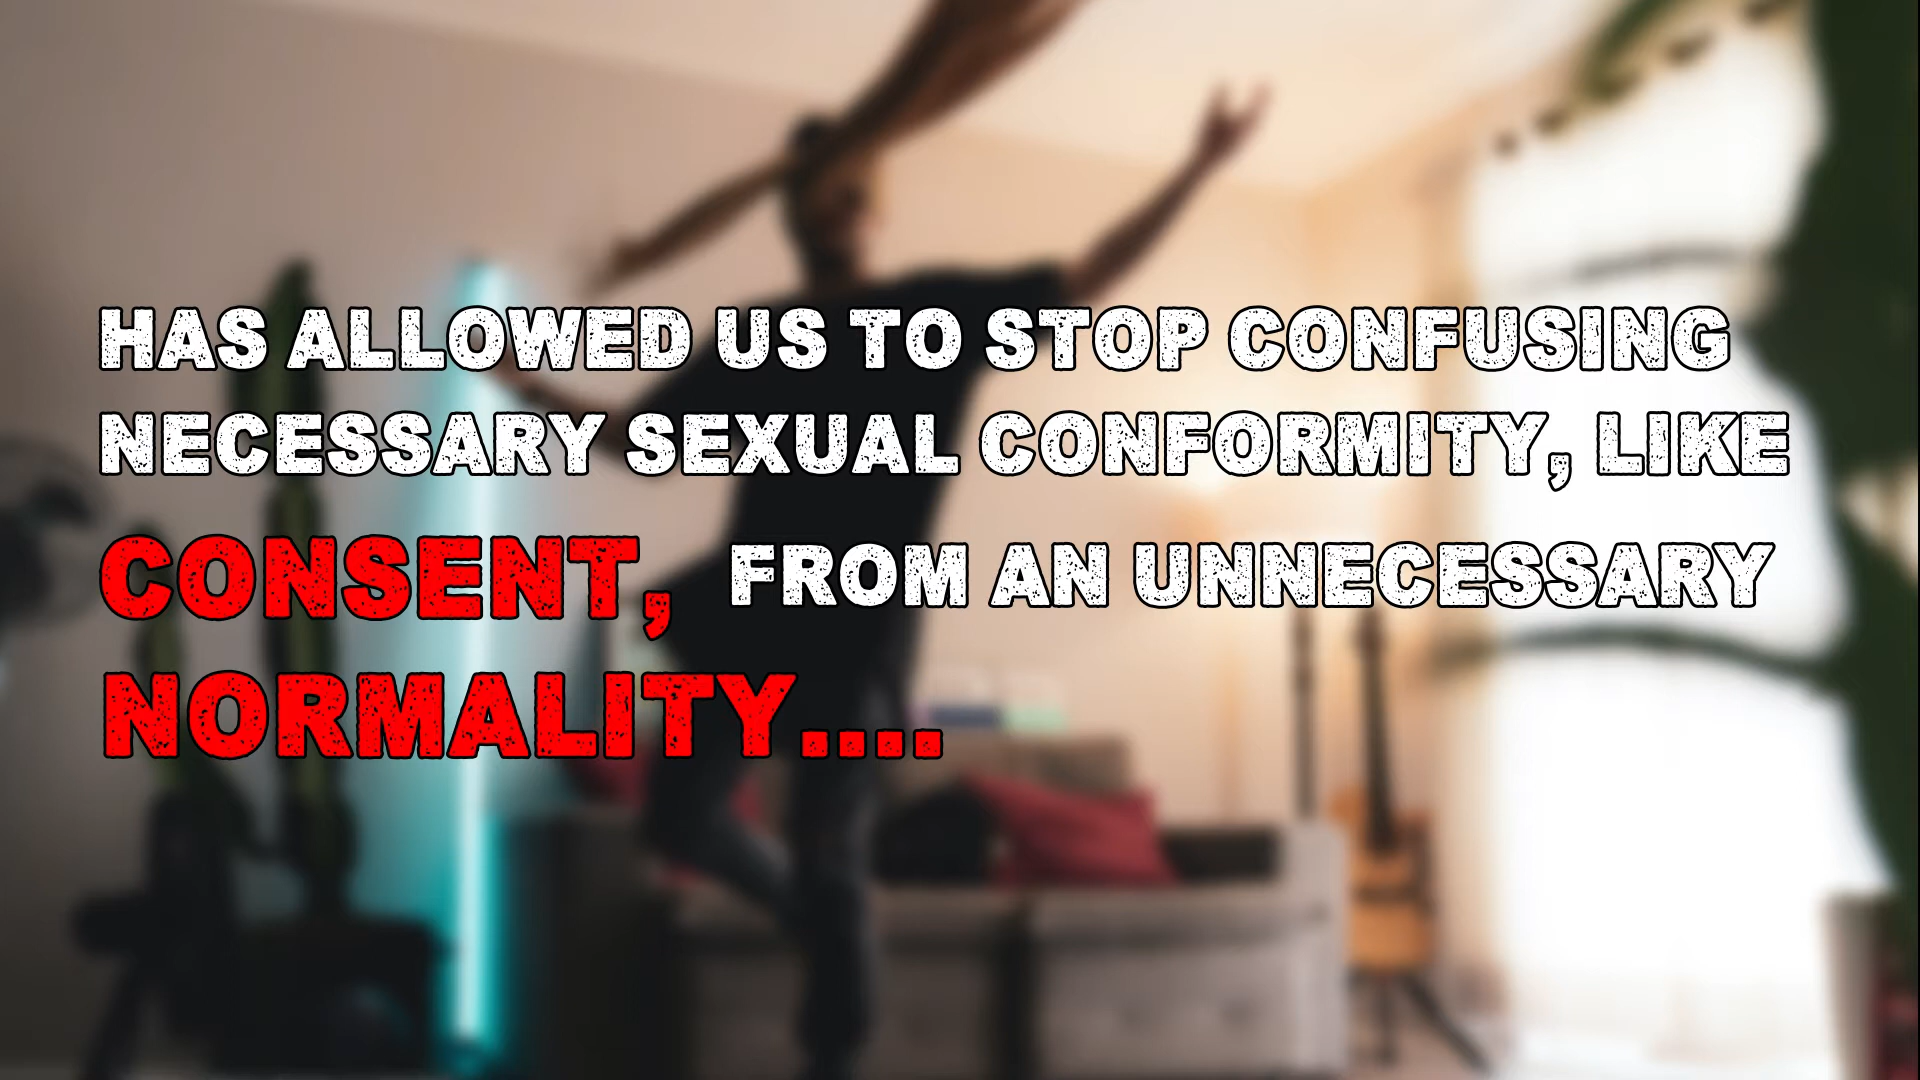 HAS ALLOWED US TO STOP CONFUSING
NECESSARY SEXUAL CONFORMITY, LIKE
CONSENT, FROM AN UNNECESSARY
NORMALITY....